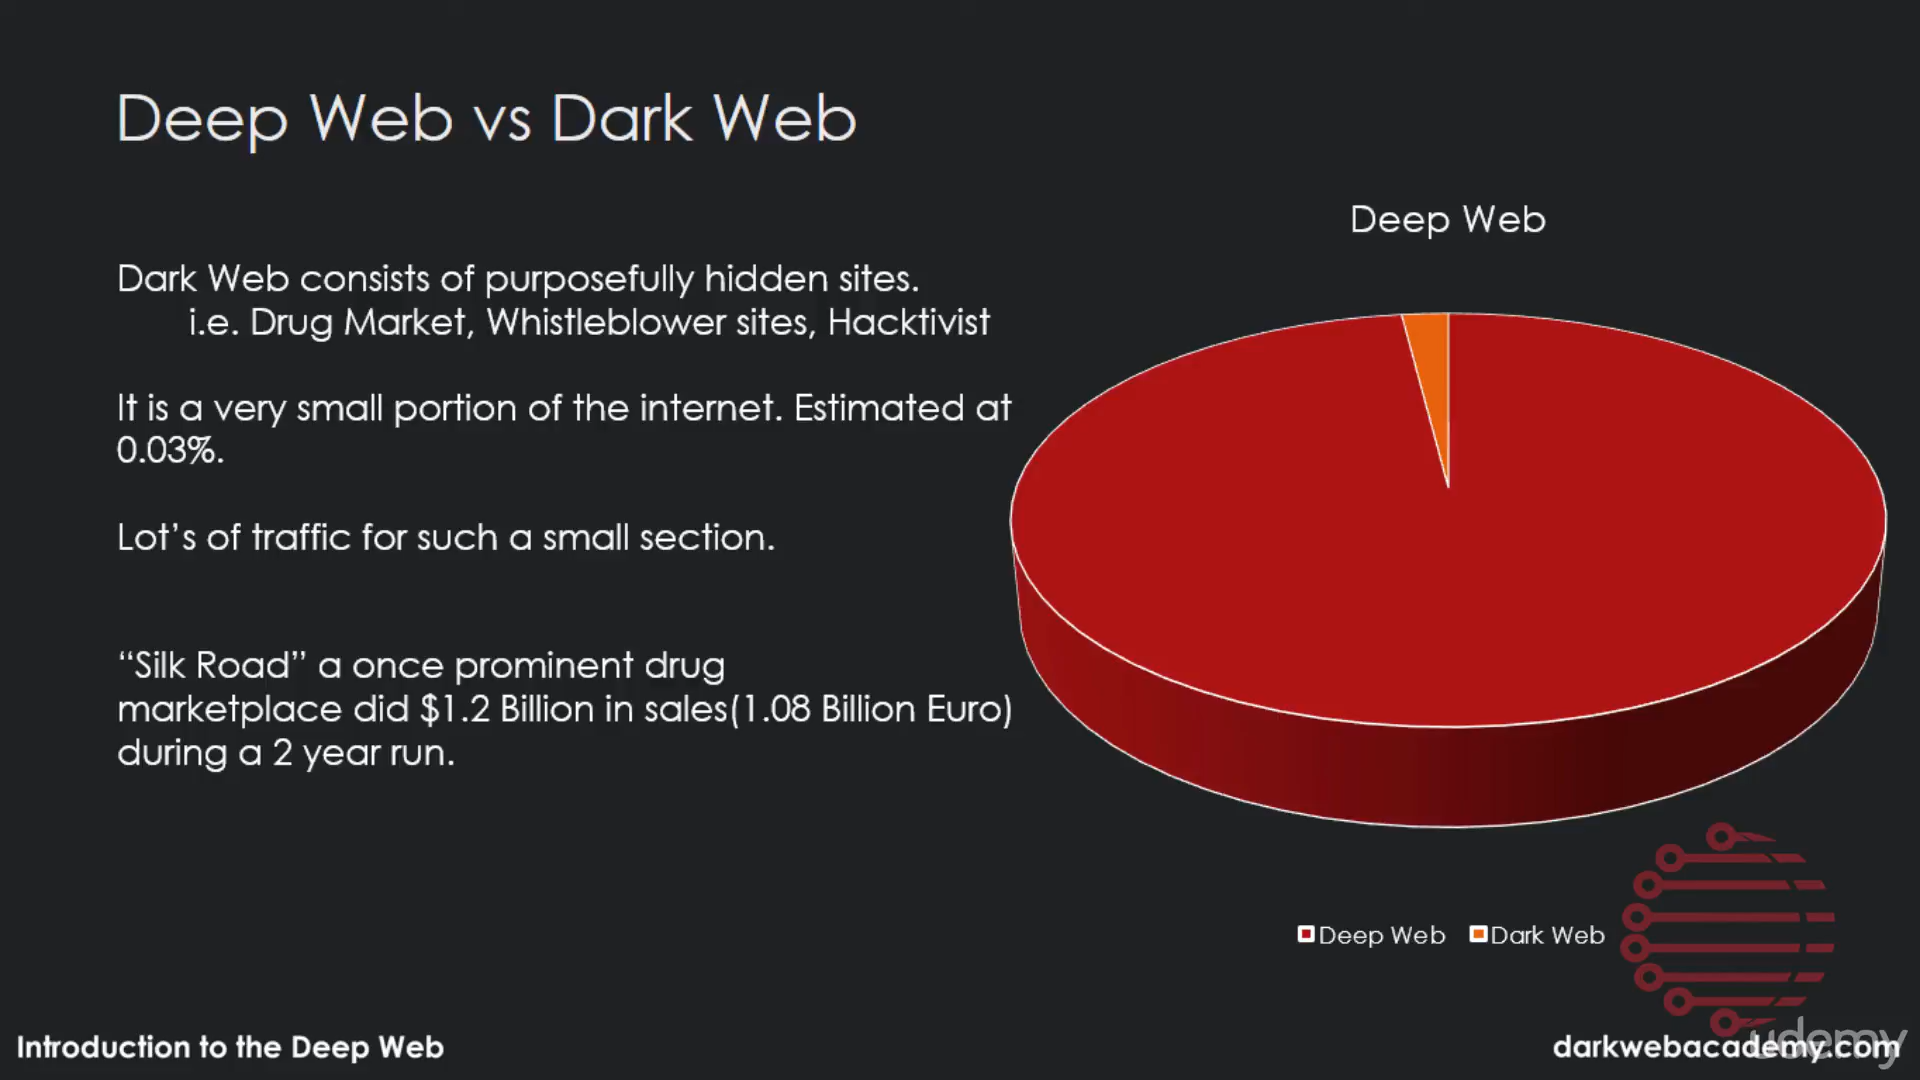 Deep Web vs Dark Web
Deep Web
Dark Web consists of purposefully hidden sites.
i.e. Drug Market, Whistleblower sites, Hacktivist
It is a very small portion of the internet. Estimated at
0.03%.
Lot’s of traffic for such a small section.
“Silk Road” a once prominent drug
marketplace did $1.2 Billion in sales(1.08 Billion Euro)
during a 2 year run.
Deep Web
Dark Web
Introduction to the Deep Web
darkwebacademy.com
udemy